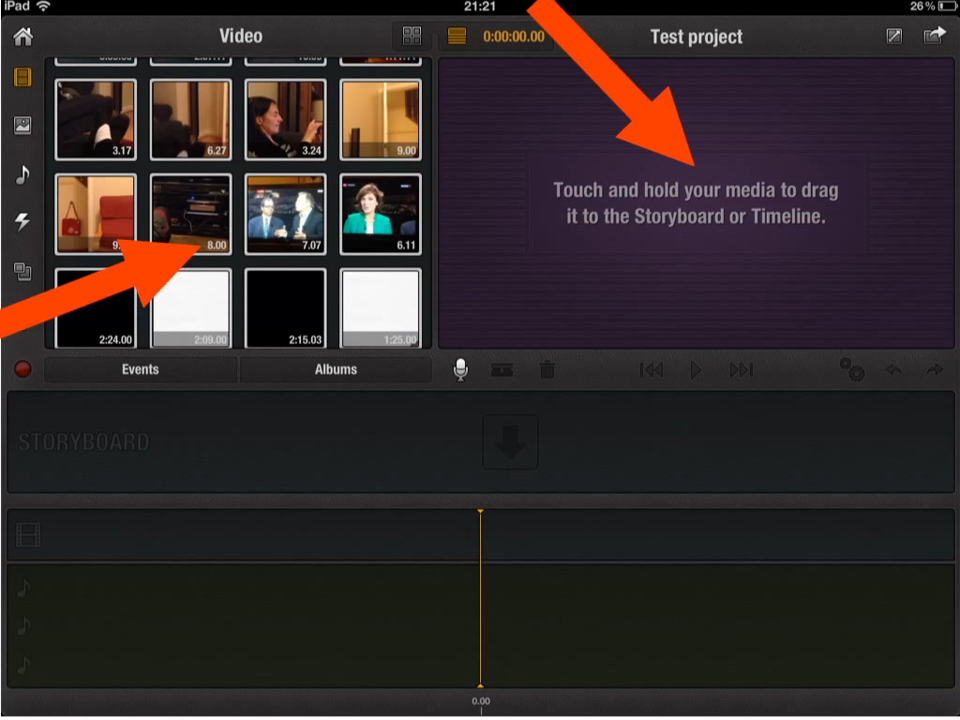 iPad 21:21 26%
Video 0:00:00.00 Test project
3.17 6.27 3.24 9.00
8.00 7.07 6.11
2:24.00 2:09.00 2:15.03 1:25.00
Touch and hold your media to drag
it to the Storyboard or Timeline.
Events Albums
STORYBOARD
0.00